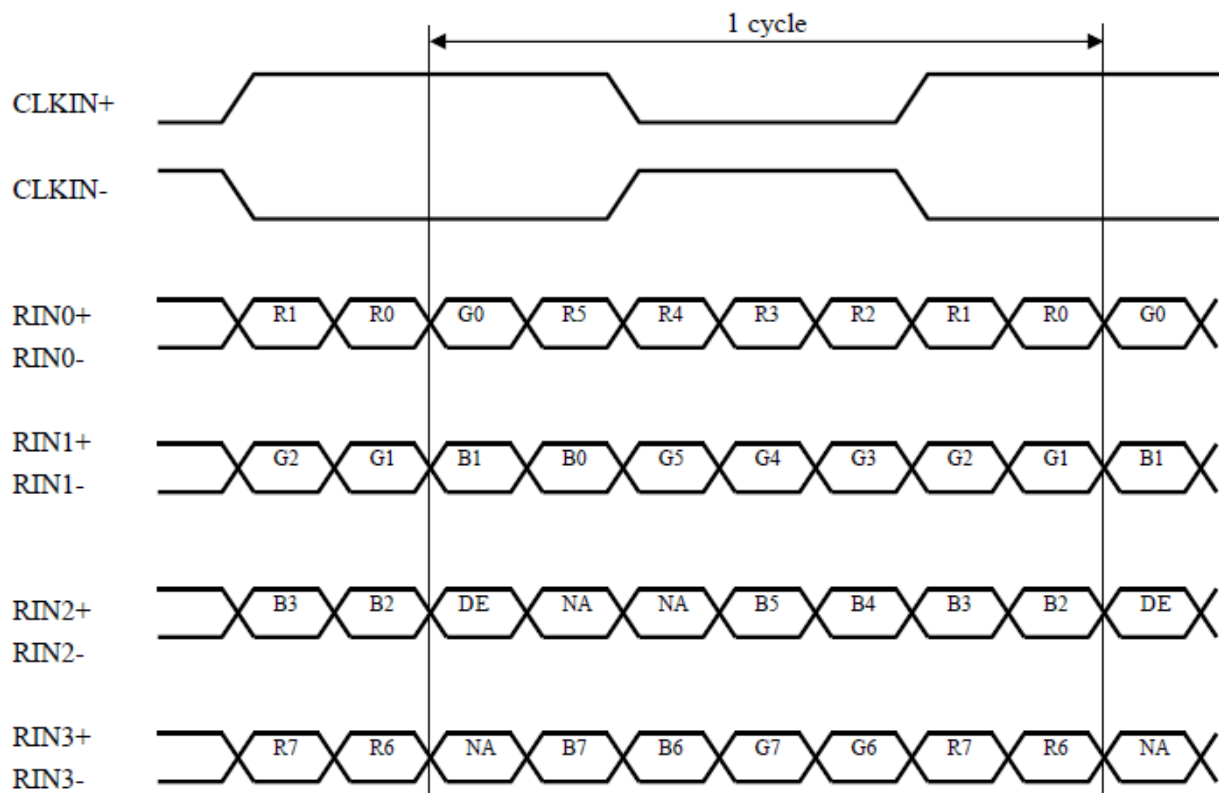 1 cycle
CLKIN+
CLKIN-
RIN0+ R1 R0 G0 R5 R4 R3 R2 R1 R0 G0
RIN0-
RIN1+ G2 G1 B1 B0 G5 G4 G3 G2 G1 B1
RIN1-
RIN2+ B3 B2 DE NA NA B5 B4 B3 B2 DE
RIN2-
RIN3+ R7 R6 NA B7 B6 G7 G6 R7 R6 NA
RIN3-